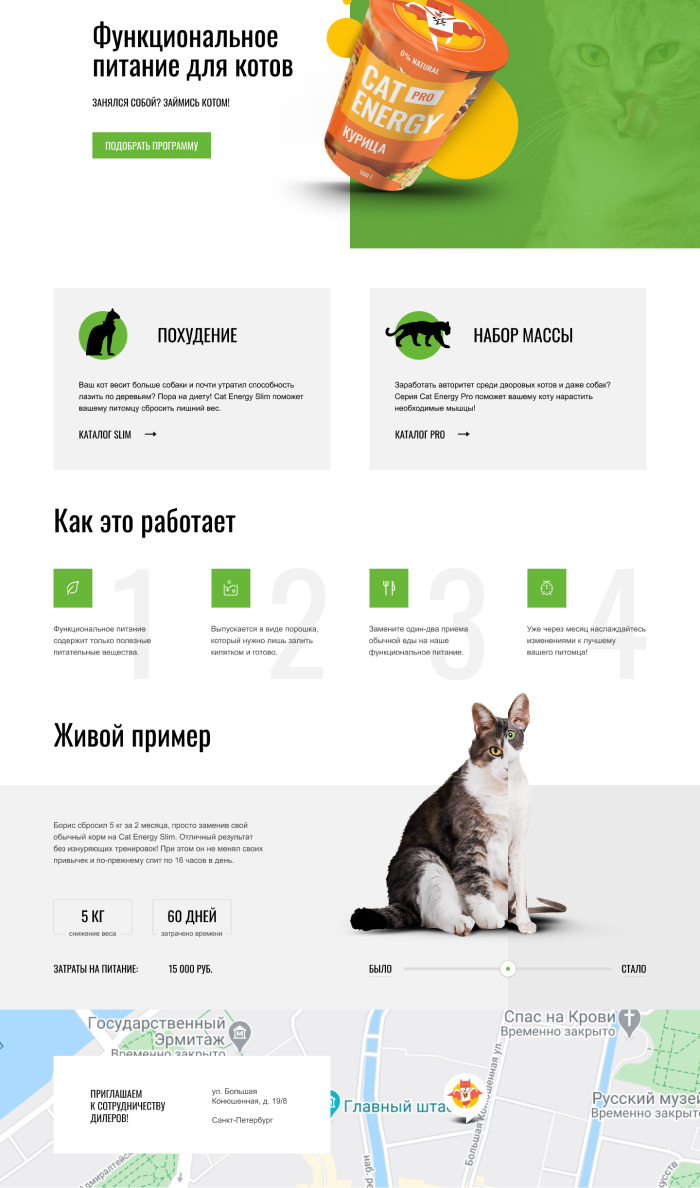 Функциональное
питание для котов
ЗАНЯЛСЯ СОБОЙ? ЗАЙМИСЬ КОТОМ!
ПОДОБРАТЬ ПРОГРАММУ
0% NATURAL
CAT PRO
ENERGY
КУРИЦА
500 Г
ПОХУДЕНИЕ
Ваш кот весит больше собаки и почти утратил способность
лазить по деревьям? Пора на диету! Cat Energy Slim поможет
вашему питомцу сбросить лишний вес.
КАТАЛОГ SLIM
НАБОР МАССЫ
Заработать авторитет среди дворовых котов и даже собак?
Серия Cat Energy Pro поможет вашему коту нарастить
необходимые мышцы!
КАТАЛОГ PRO
Как это работает
1
Функциональное питание
содержит только полезные
питательные вещества.
2
Выпускается в виде порошка,
который нужно лишь залить
кипятком и готово.
3
Замените один-два приема
обычной еды на наше
функциональное питание.
4
Уже через месяц наслаждайтесь
изменениями к лучшему
вашего питомца!
Живой пример
Борис сбросил 5 кг за 2 месяца, просто заменив свой
обычный корм на Cat Energy Slim. Отличный результат
без изнуряющих тренировок! При этом он не менял своих
привычек и по-прежнему спит по 16 часов в день.
5 КГ
снижение веса
60 ДНЕЙ
затрачено времени
ЗАТРАТЫ НА ПИТАНИЕ:
15 000 РУБ.
БЫЛО
СТАЛО
Государственный
Эрмитаж
Временно закрыто
Спас на Крови
Временно закрыто
ПРИГЛАШАЕМ
К СОТРУДНИЧЕСТВУ
ДИЛЕРОВ!
ул. Большая
Конюшенная, д. 19/8
Санкт-Петербург
Главный шта
Русский музей
Временно закрыто
наб. ре